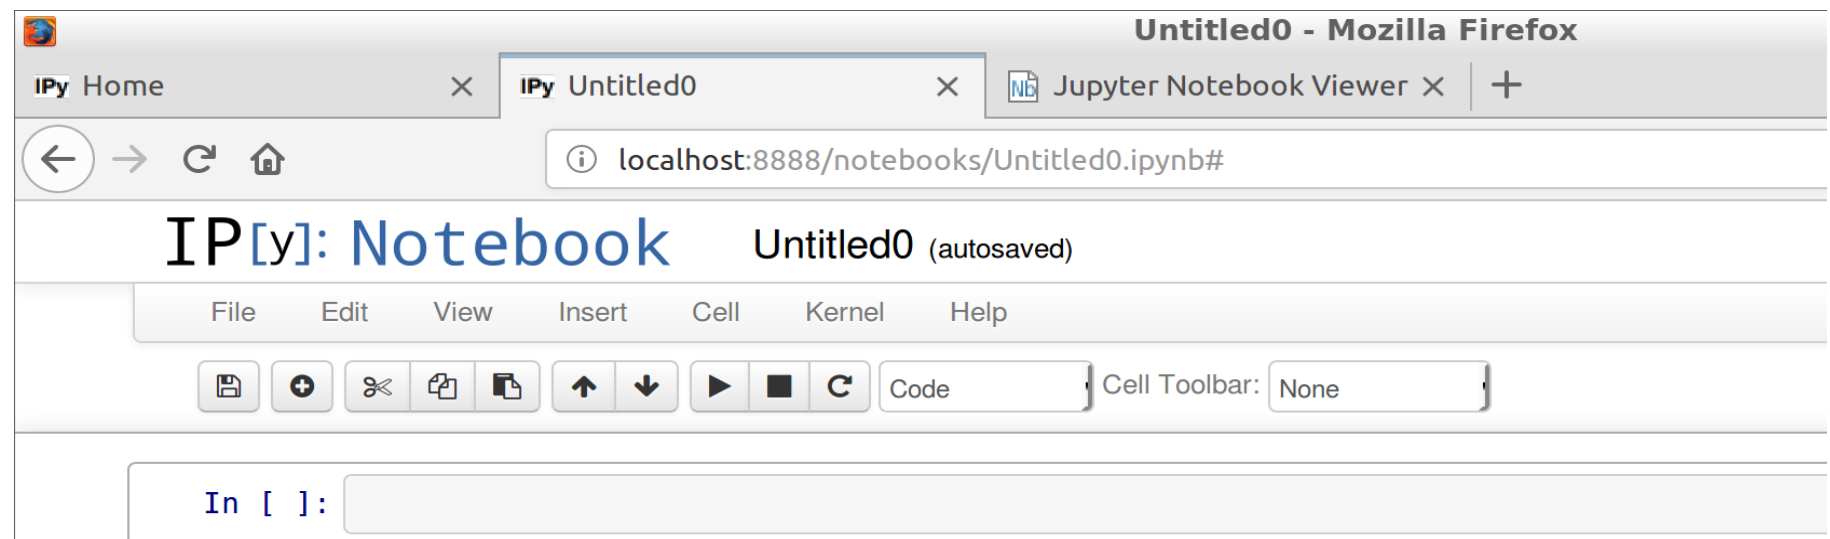 Untitled0 - Mozilla Firefox
IPy Home IPy Untitled0 Nb Jupyter Notebook Viewer
localhost:8888/notebooks/Untitled0.ipynb#
IP[y]: Notebook Untitled0 (autosaved)
File Edit View Insert Cell Kernel Help
Code Cell Toolbar: None
In [ ]: